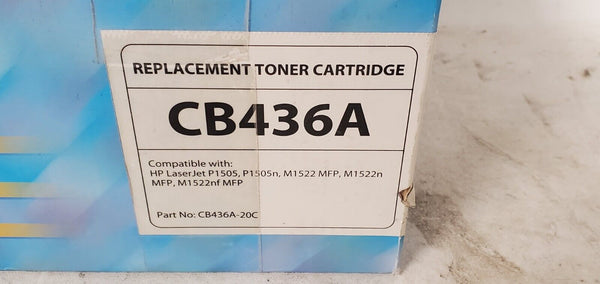 REPLACEMENT TONER CARTRIDGE
CB436A
Compatible with:
HP LaserJet P1505, P1505n, M1522 MFP, M1522n
MFP, M1522nf MFP
Part No: CB436A-20C